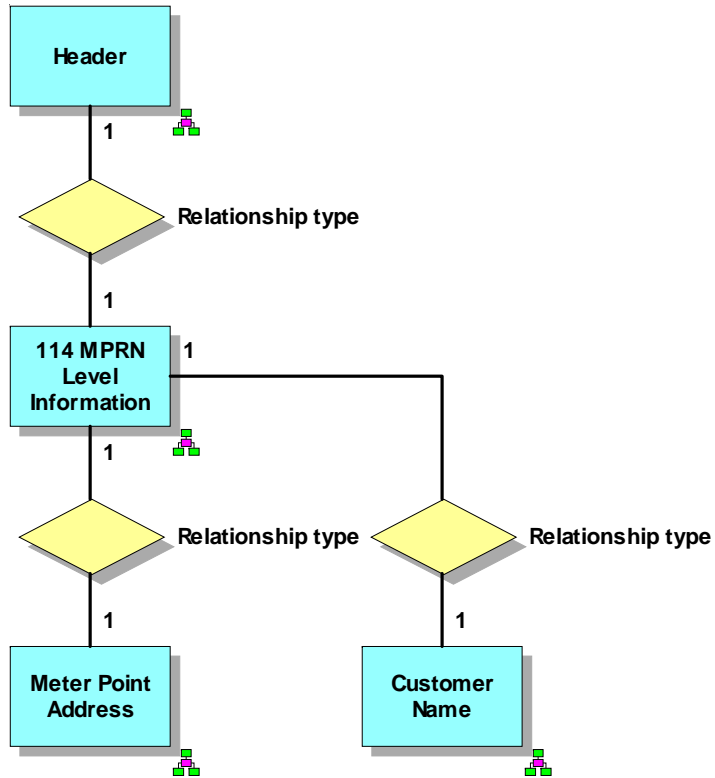 Header
1
Relationship type
1
114 MPRN
Level
Information
1
1
Relationship type
Relationship type
1
1
Meter Point
Address
Customer
Name